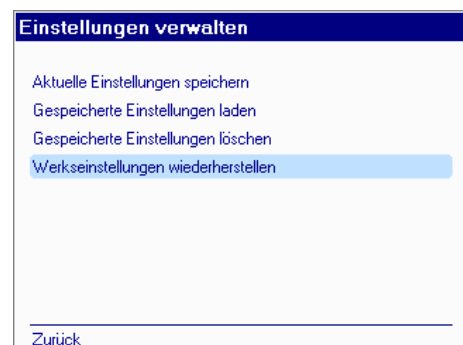 Einstellungen verwalten
Aktuelle Einstellungen speichern
Gespeicherte Einstellungen laden
Gespeicherte Einstellungen löschen
Werkseinstellungen wiederherstellen
Zurück